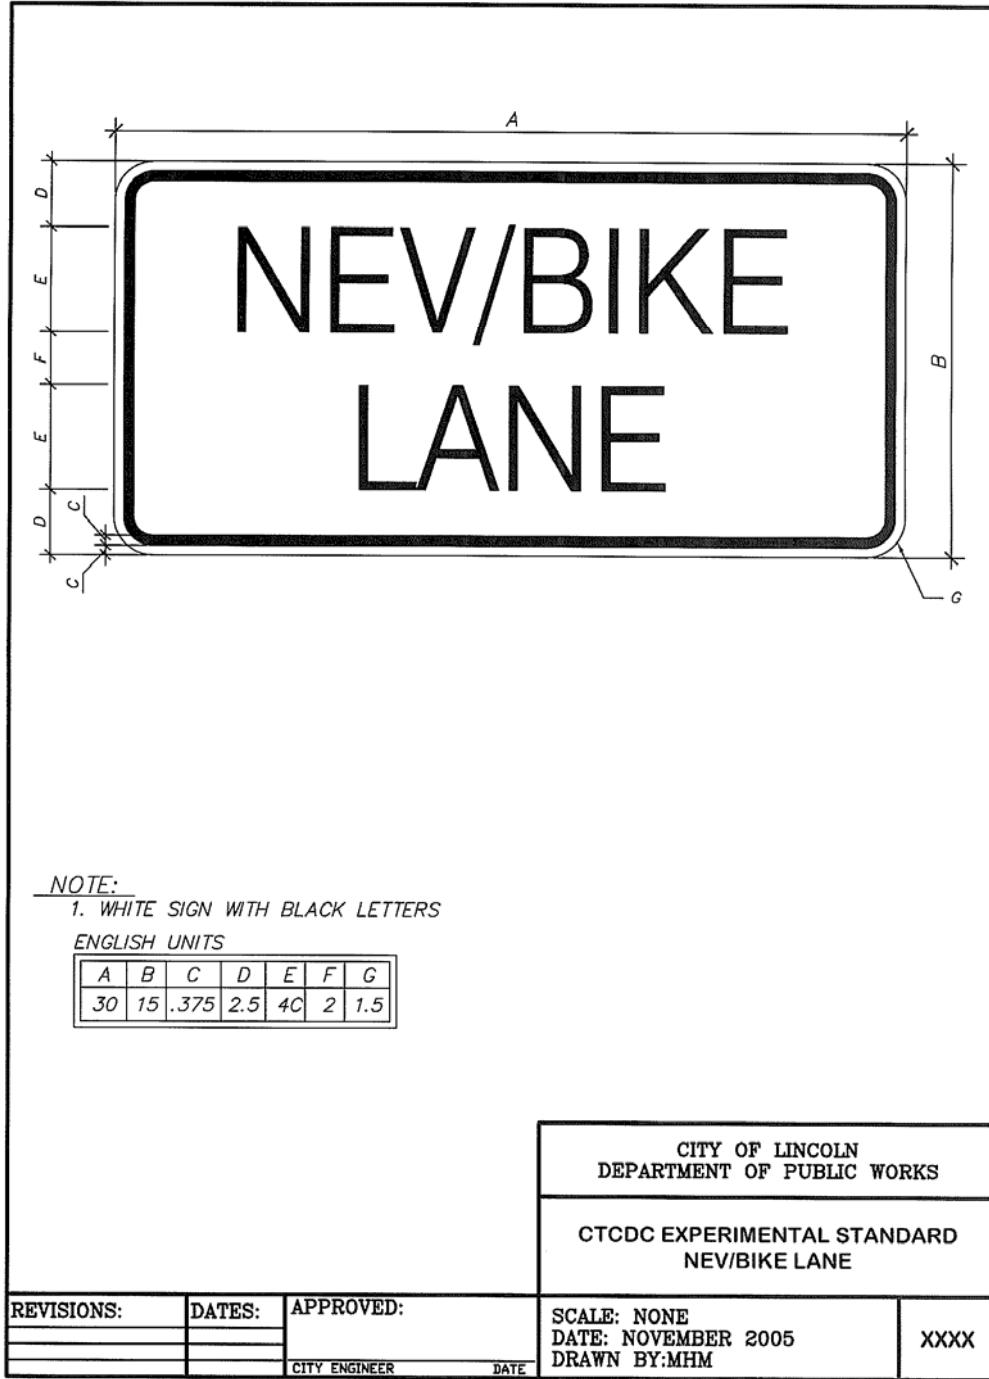 A
D
E
F
E
D
C
C
B
G
NEV/BIKE
LANE
NOTE:
1. WHITE SIGN WITH BLACK LETTERS
ENGLISH UNITS
A B C D E F G
30 15 .375 2.5 4C 2 1.5
CITY OF LINCOLN
DEPARTMENT OF PUBLIC WORKS
CTCDC EXPERIMENTAL STANDARD
NEV/BIKE LANE
REVISIONS: DATES: APPROVED:
CITY ENGINEER DATE
SCALE: NONE
DATE: NOVEMBER 2005
DRAWN BY:MHM
XXXX